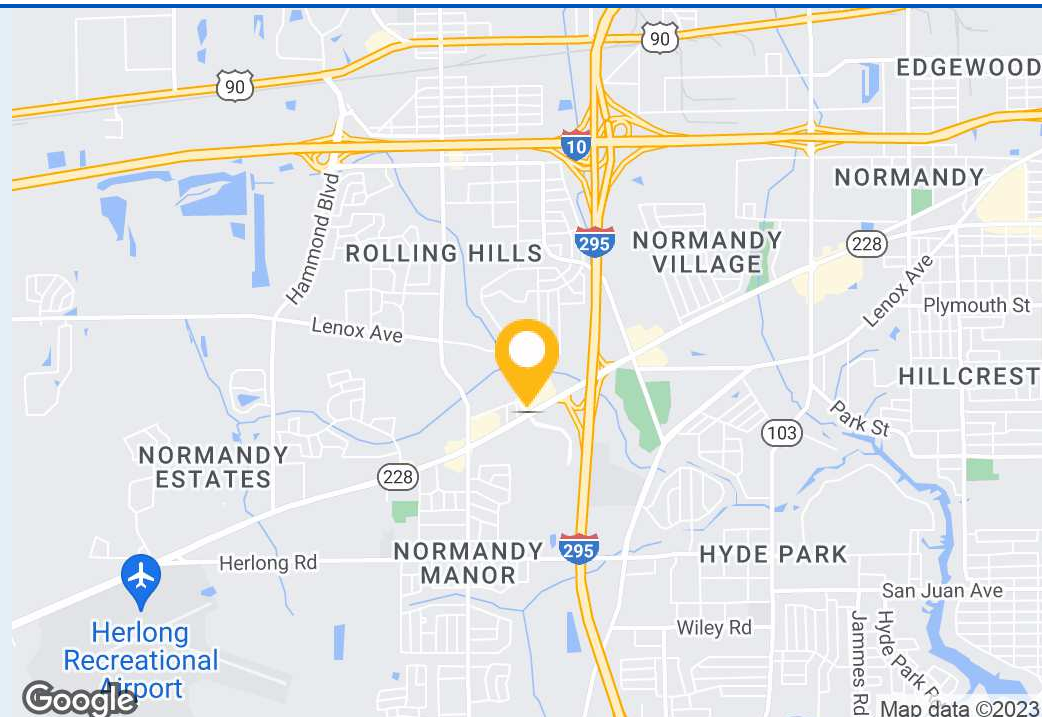 90
90
EDGEWOOD
10
NORMANDY
Hammond Blvd
ROLLING HILLS
295
NORMANDY
VILLAGE
228
Lenox Ave
Plymouth St
Lenox Ave
HILLCREST
Park St
103
NORMANDY
ESTATES
228
NORMANDY
MANOR
295
HYDE PARK
Herlong Rd
San Juan Ave
Wiley Rd
Jammes Rd
Hyde Park
Herlong
Recreational
Airport
Google
Map data ©2023